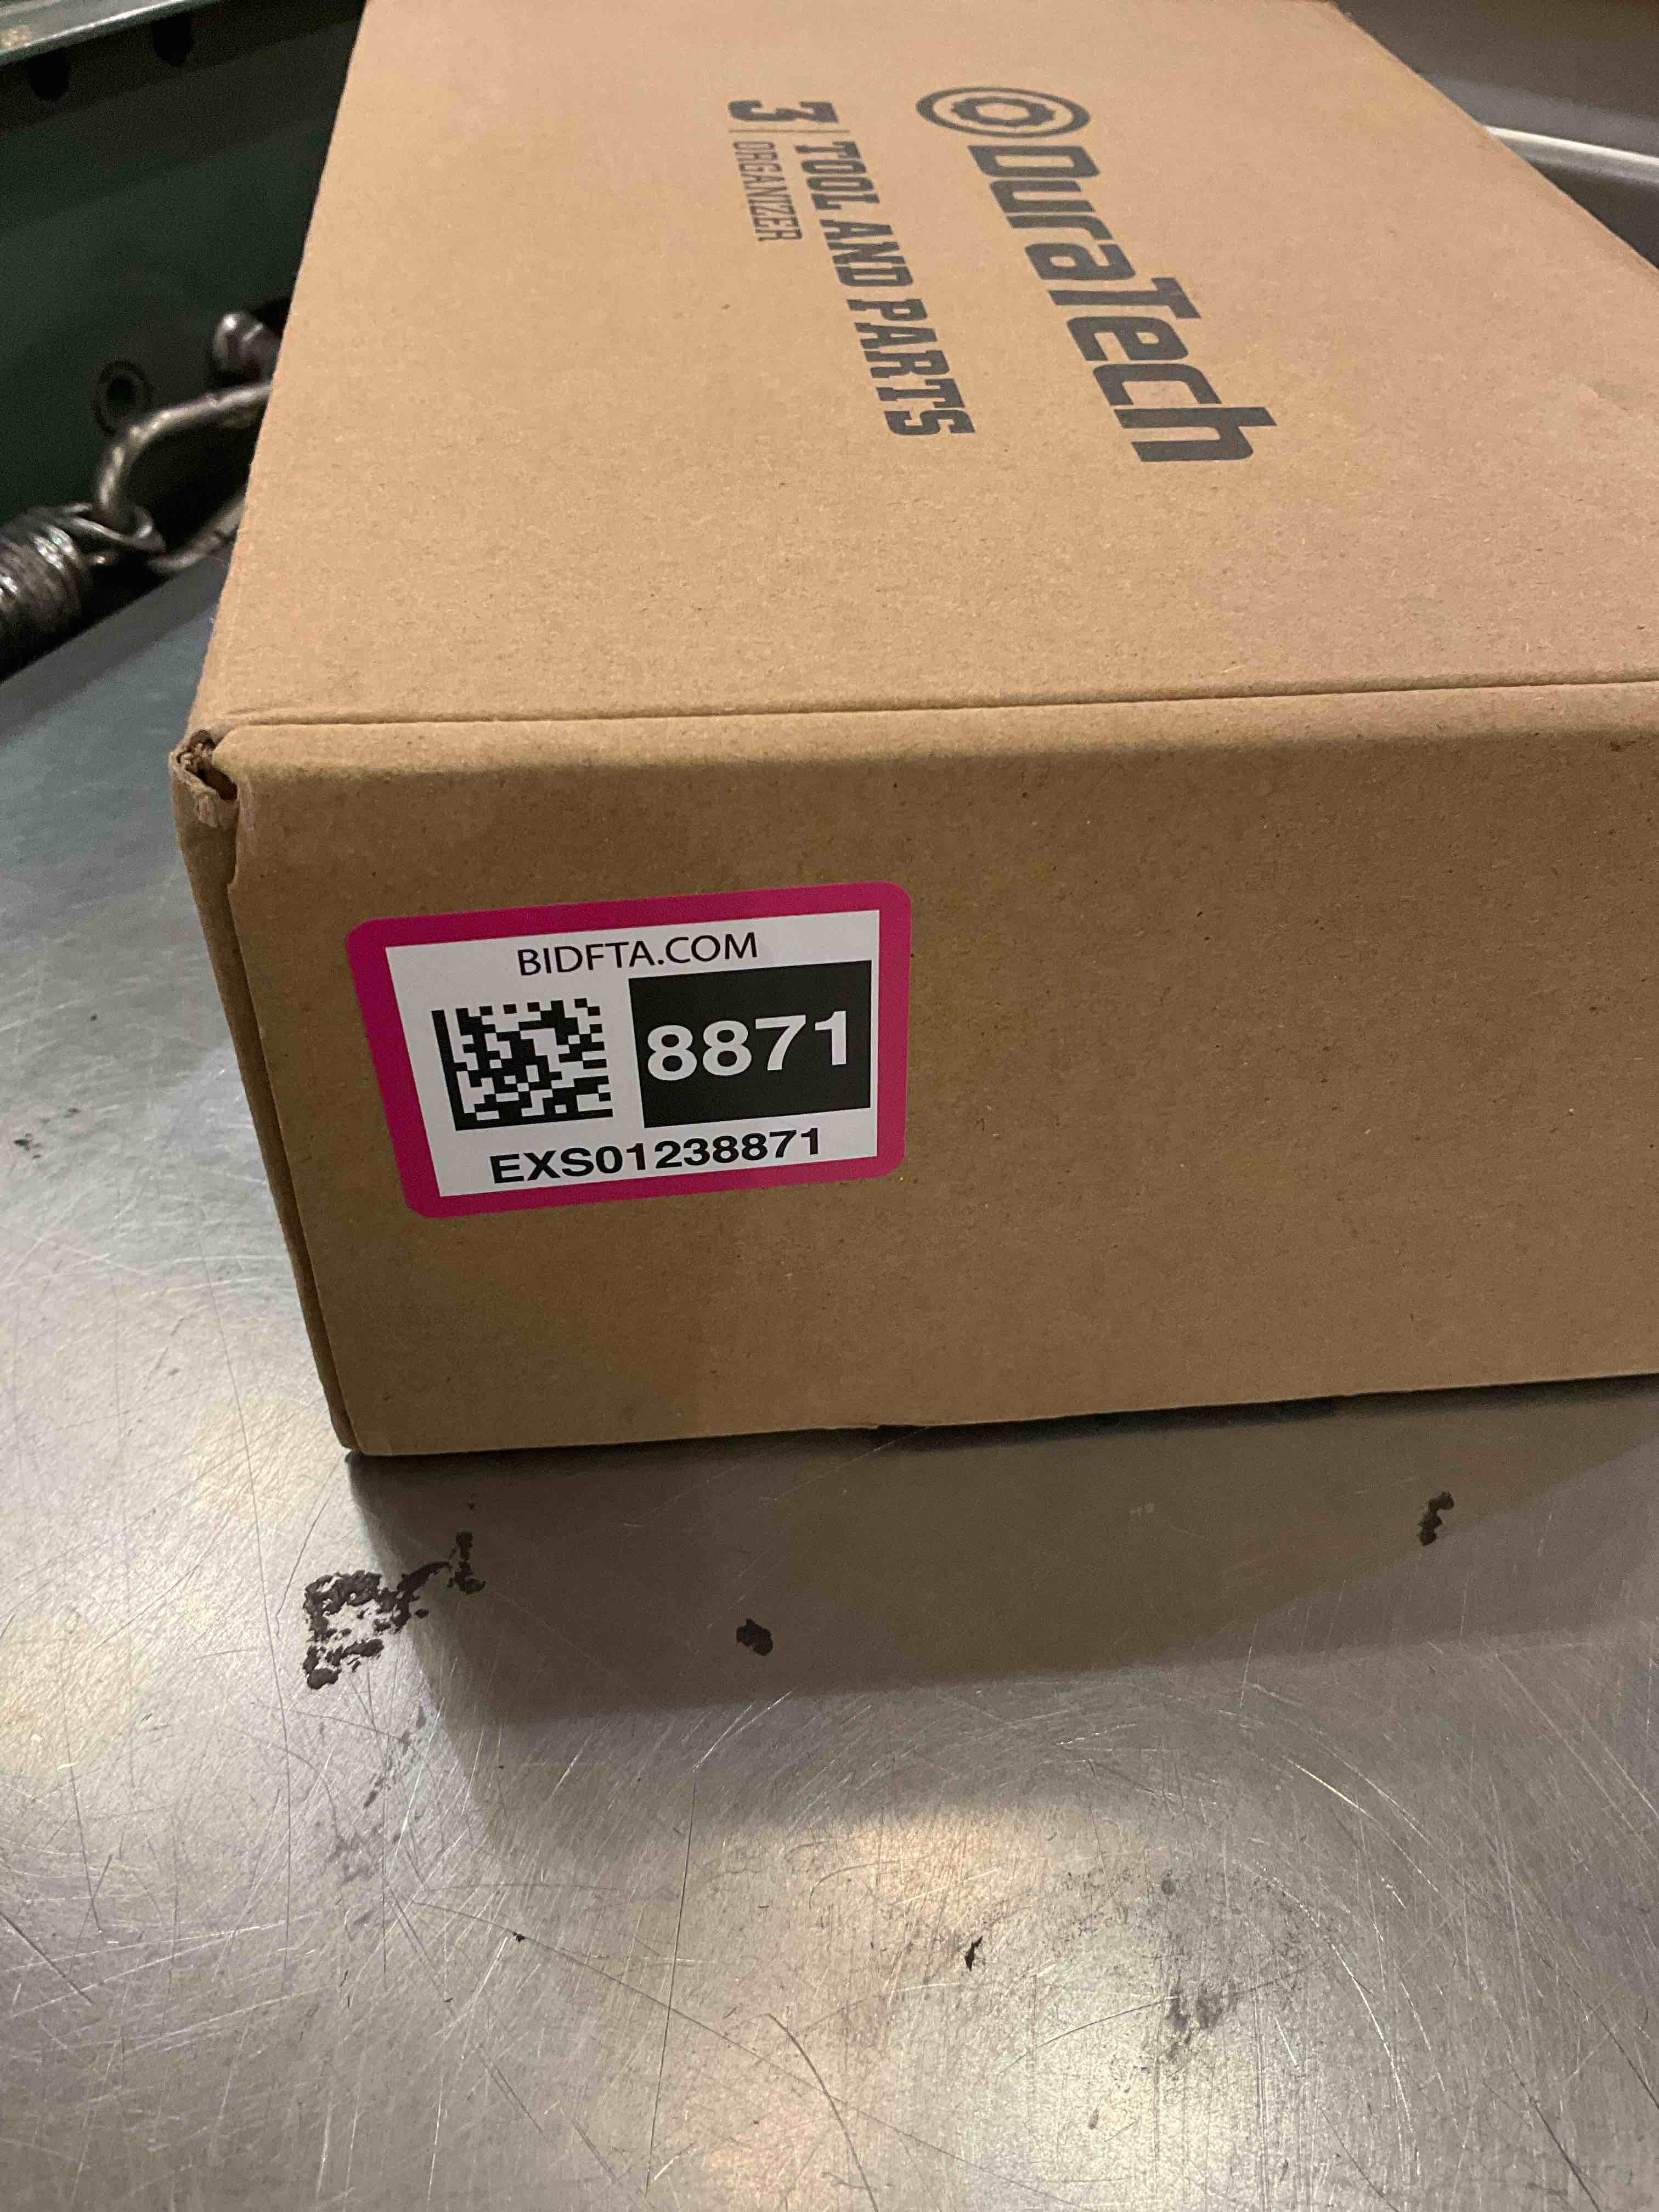 DuraTech
3 TOOL AND PARTS
ORGANIZER
BIDFTA.COM
8871
EXS01238871